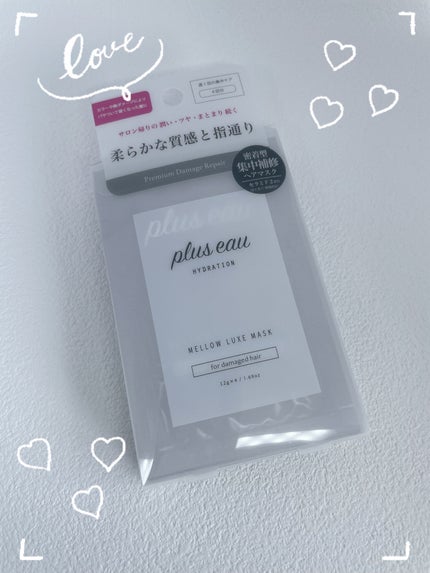 love
サロン帰りの潤い・ツヤ・まとまり続く
柔らかな質感と指通り
Premium Damage Repair
密着型
集中補修
ヘアマスク
plus eau
plus eau
HYDRATION
MELLOW LUXE MASK
for damaged hair